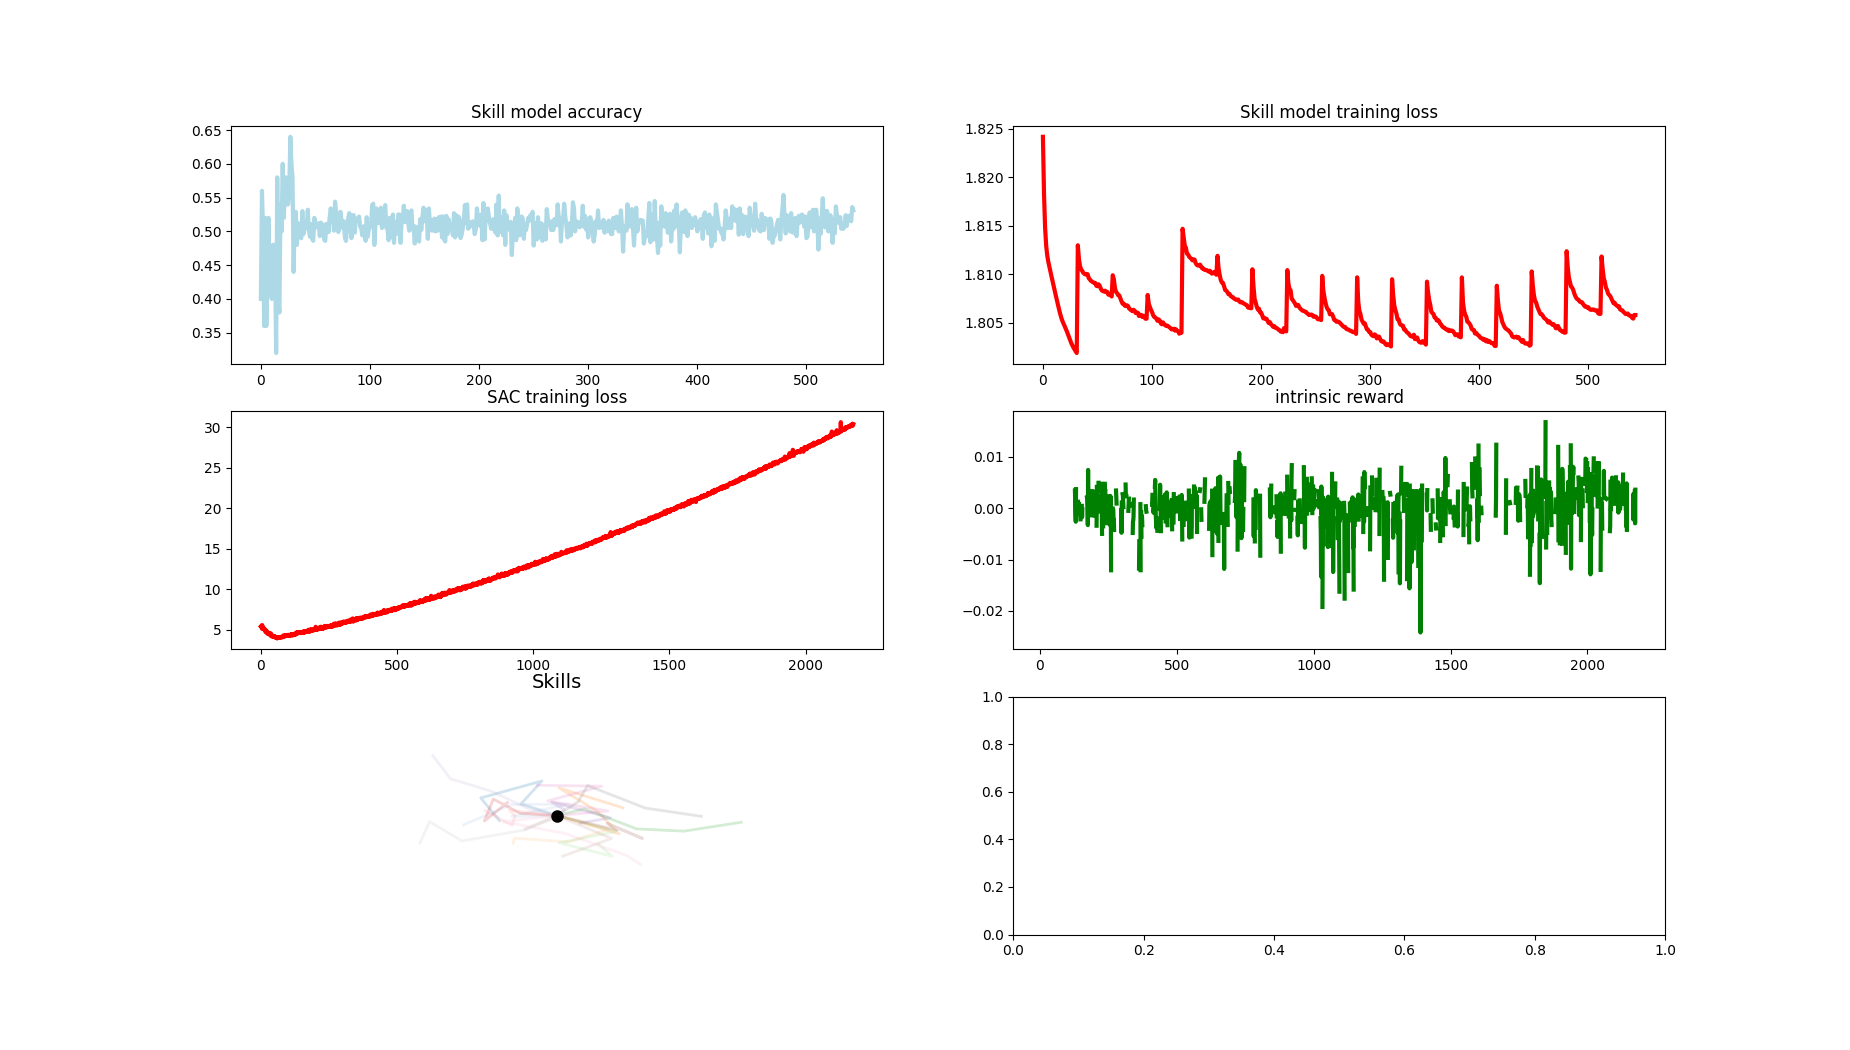 Skill model accuracy
0.65
0.60
0.55
0.50
0.45
0.40
0.35
0 100 200 300 400 500
Skill model training loss
1.825
1.820
1.815
1.810
1.805
0 100 200 300 400 500
SAC training loss
30
25
20
15
10
5
0 500 1000 1500 2000
intrinsic reward
0.01
0.00
−0.01
−0.02
0 500 1000 1500 2000
Skills
1.0
0.8
0.6
0.4
0.2
0.0
0.0 0.2 0.4 0.6 0.8 1.0